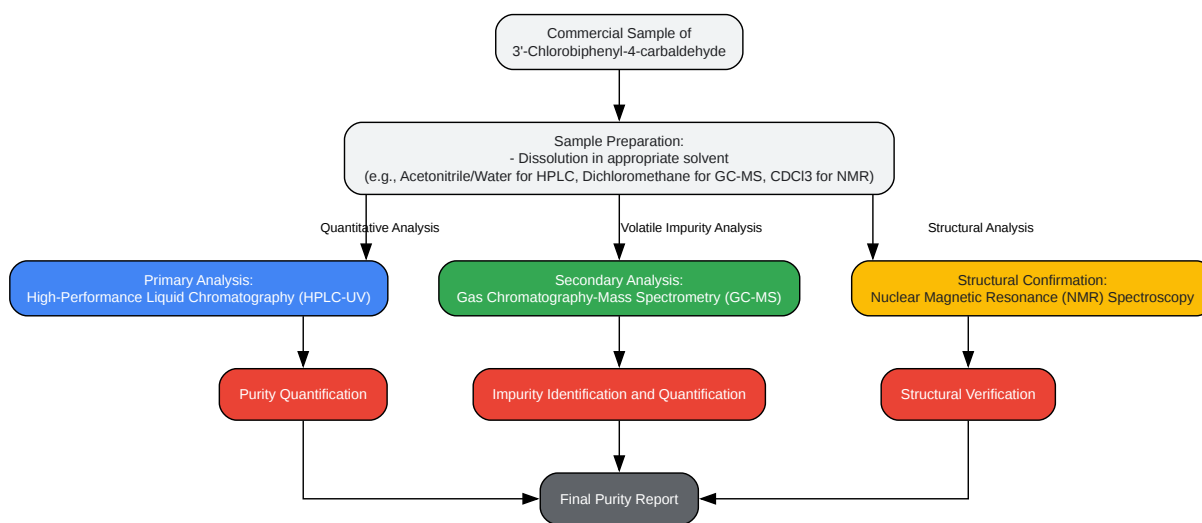 Commercial Sample of
3'-Chlorobiphenyl-4-carbaldehyde
Sample Preparation:
- Dissolution in appropriate solvent
(e.g., Acetonitrile/Water for HPLC, Dichloromethane for GC-MS, CDCl3 for NMR)
Quantitative Analysis
Volatile Impurity Analysis
Structural Analysis
Primary Analysis:
High-Performance Liquid Chromatography (HPLC-UV)
Secondary Analysis:
Gas Chromatography-Mass Spectrometry (GC-MS)
Structural Confirmation:
Nuclear Magnetic Resonance (NMR) Spectroscopy
Purity Quantification
Impurity Identification and Quantification
Structural Verification
Final Purity Report